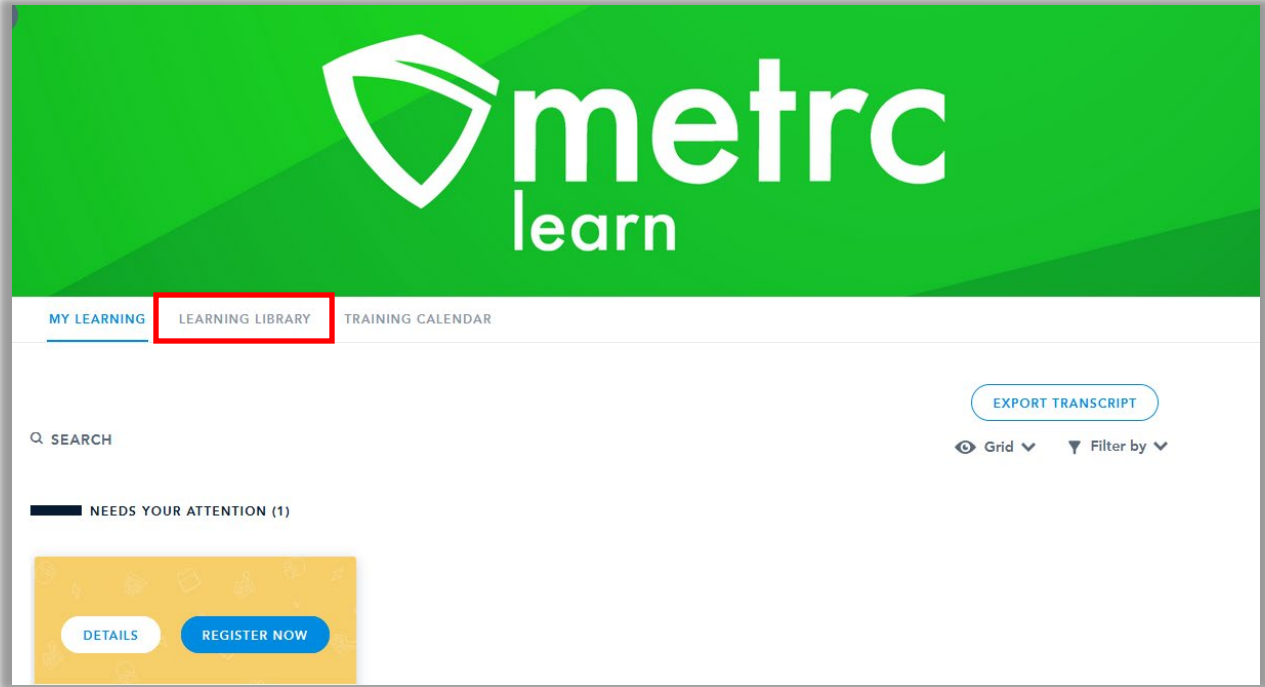 metrc
learn
MY LEARNING LEARNING LIBRARY TRAINING CALENDAR
EXPORT TRANSCRIPT
SEARCH
Grid Filter by
NEEDS YOUR ATTENTION (1)
DETAILS REGISTER NOW